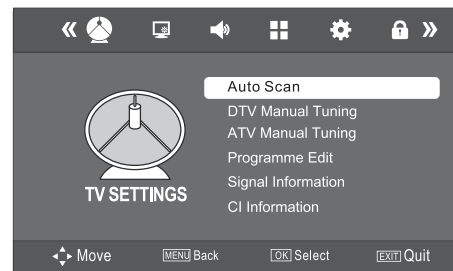 Auto Scan
DTV Manual Tuning
ATV Manual Tuning
Programme Edit
Signal Information
CI Information
TV SETTINGS
Move MENU Back OK Select EXIT Quit